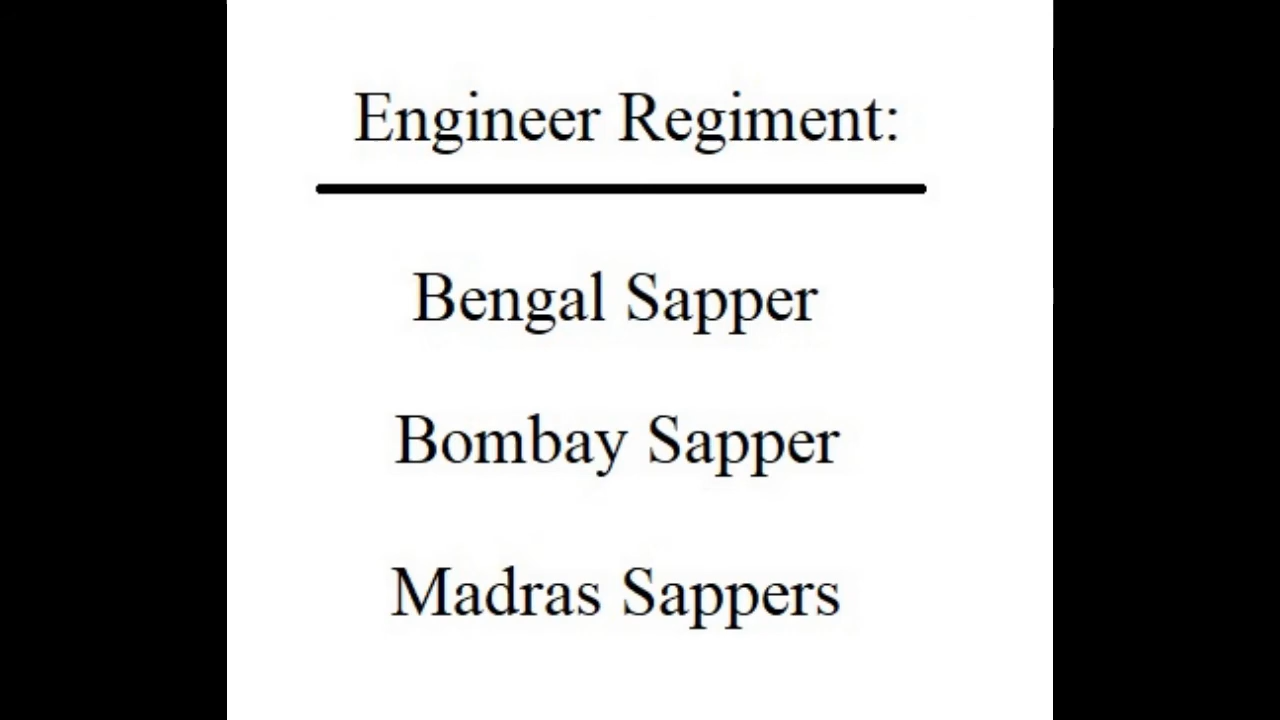 Engineer Regiment:
Bengal Sapper
Bombay Sapper
Madras Sappers